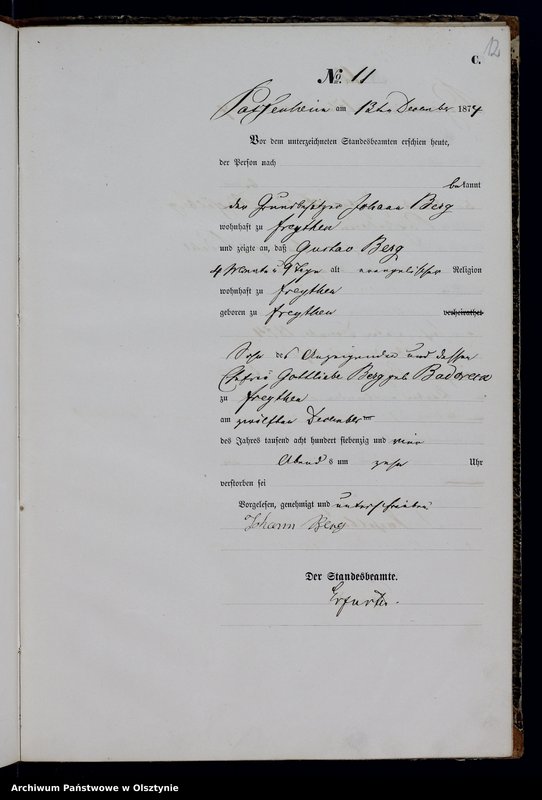 12
C.
No. 11
Passenheim am 13ten December 1874
Vor dem unterzeichneten Standesbeamten erschien heute,
der Person nach
bekannt
der Grundbesitzer Johann Berg
wohnhaft zu Freythen
und zeigte an, daß Gustav Berg
4 Monate u 9 Tage alt evangelischer Religion
wohnhaft zu Freythen
geboren zu Freythen verheirathet
Sohn des Anzeigenden und dessen
Ehefrau Gottliebe Berg geb Badorrek
zu Freythen
am zwölften December
des Jahres tausend acht hundert siebenzig und vier
Abends um zehn Uhr
verstorben sei
Vorgelesen, genehmigt und unterschrieben
Johann Berg
Der Standesbeamte.
Erfurth.
Archiwum Państwowe w Olsztynie